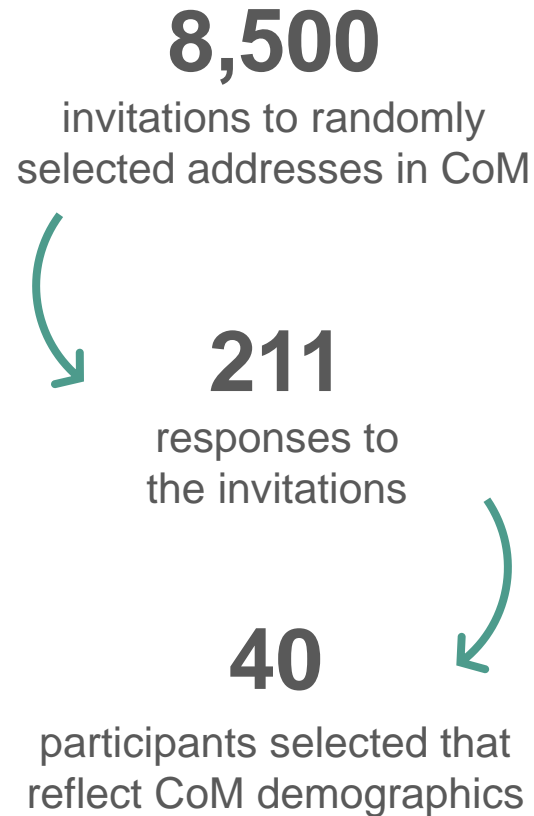 8,500
invitations to randomly
selected addresses in CoM
211
responses to
the invitations
40
participants selected that
reflect CoM demographics